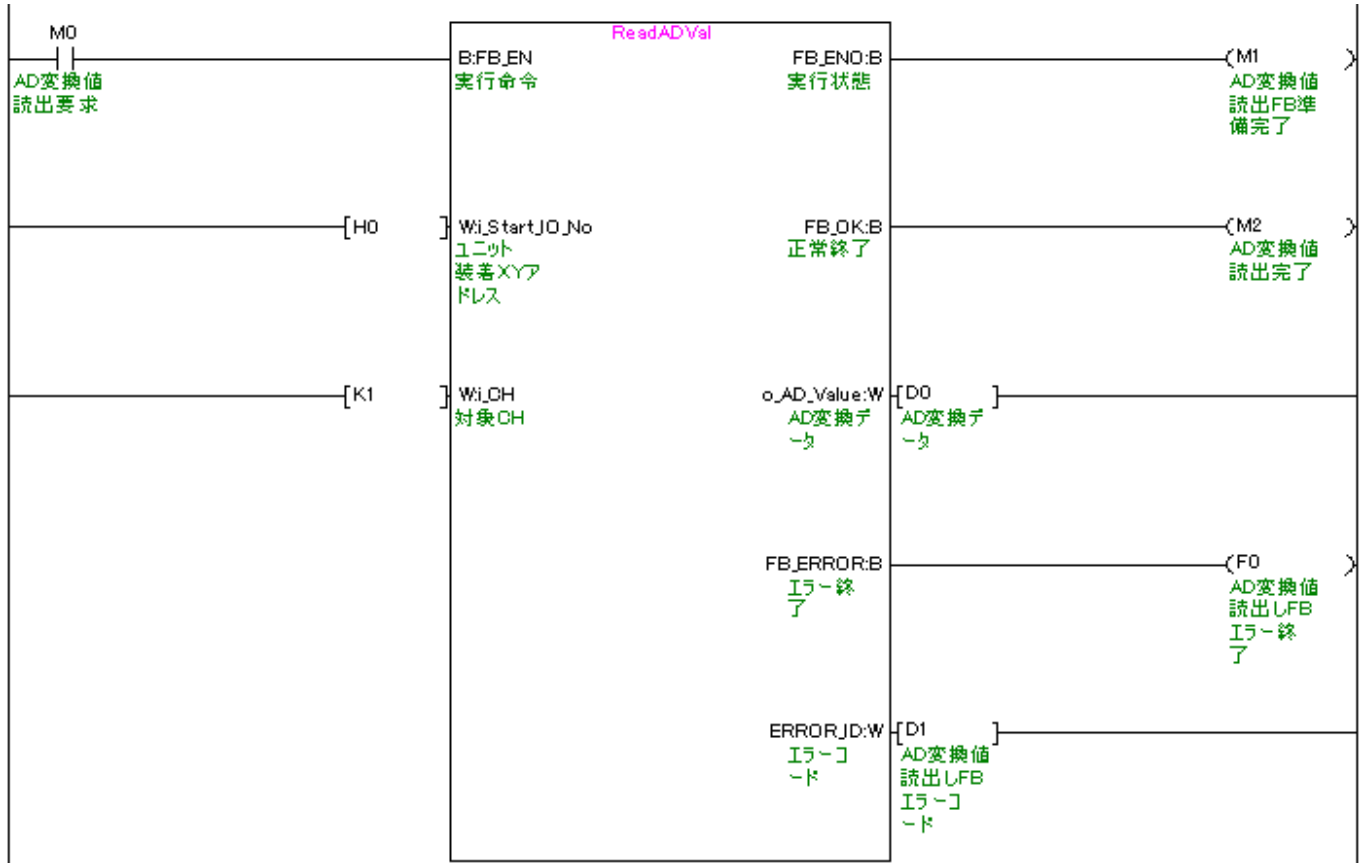 M0
AD変換値
読出要求
ReadADVal
B:FB_EN
実行命令
FB_ENO:B
実行状態
(M1 )
AD変換値
読出FB準
備完了
[H0 ]
W:i_Start_IO_No
ユニット
装着XYア
ドレス
FB_OK:B
正常終了
(M2 )
AD変換値
読出完了
[K1 ]
W:i_CH
対象CH
o_AD_Value:W
AD変換デ
ータ
[D0 ]
AD変換デ
ータ
FB_ERROR:B
エラー終
了
(F0 )
AD変換値
読出しFB
エラー終
了
ERROR_ID:W
エラーコ
ード
[D1 ]
AD変換値
読出しFB
エラーコ
ード